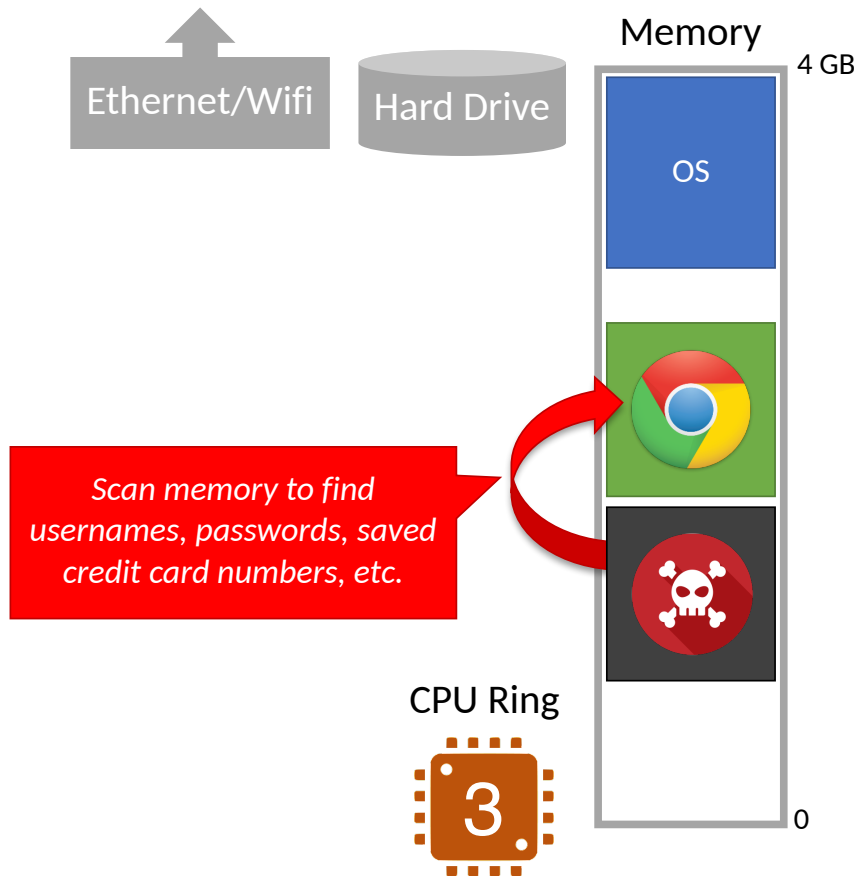 Memory
4 GB
Ethernet/Wifi
Hard Drive
OS
Scan memory to find
usernames, passwords, saved
credit card numbers, etc.
CPU Ring
3
0